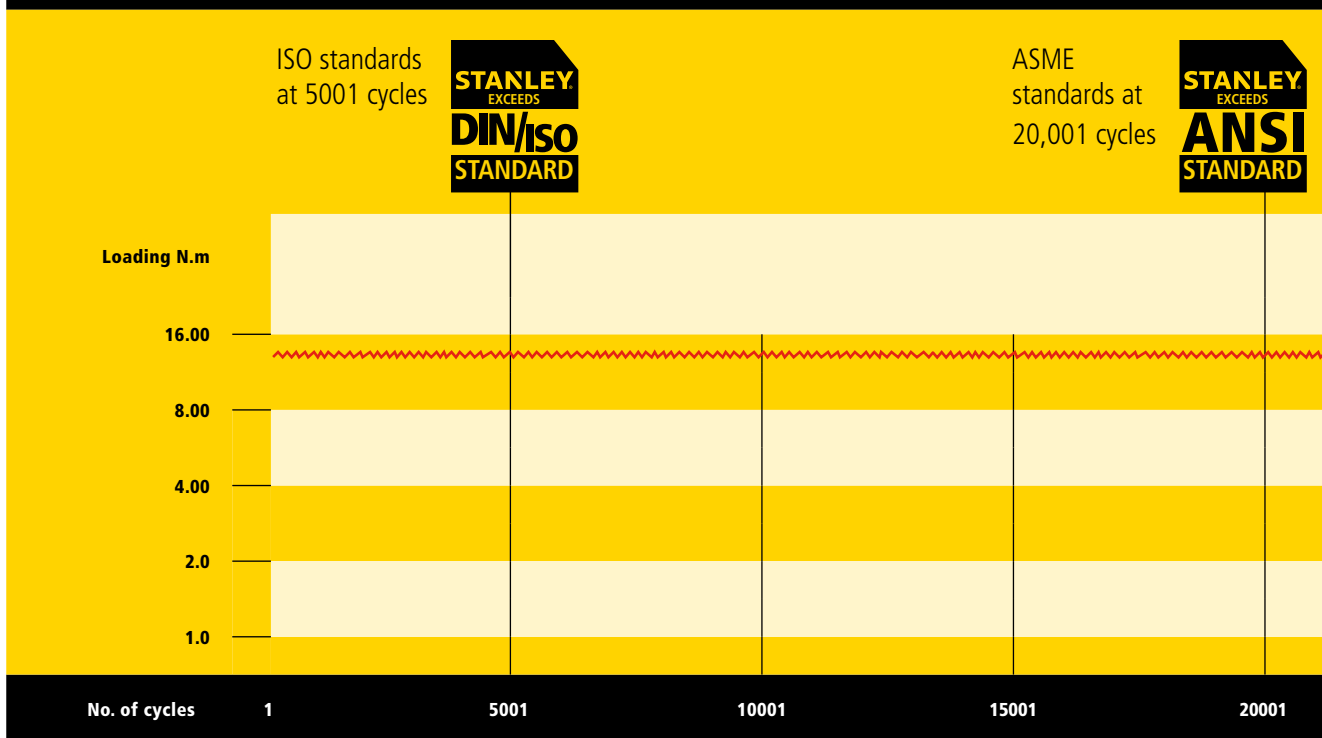 ISO standards
at 5001 cycles
STANLEY
EXCEEDS
DIN/ISO
STANDARD
ASME
standards at
20,001 cycles
STANLEY
EXCEEDS
ANSI
STANDARD
Loading N.m
16.00
8.00
4.00
2.0
1.0
No. of cycles 1 5001 10001 15001 20001